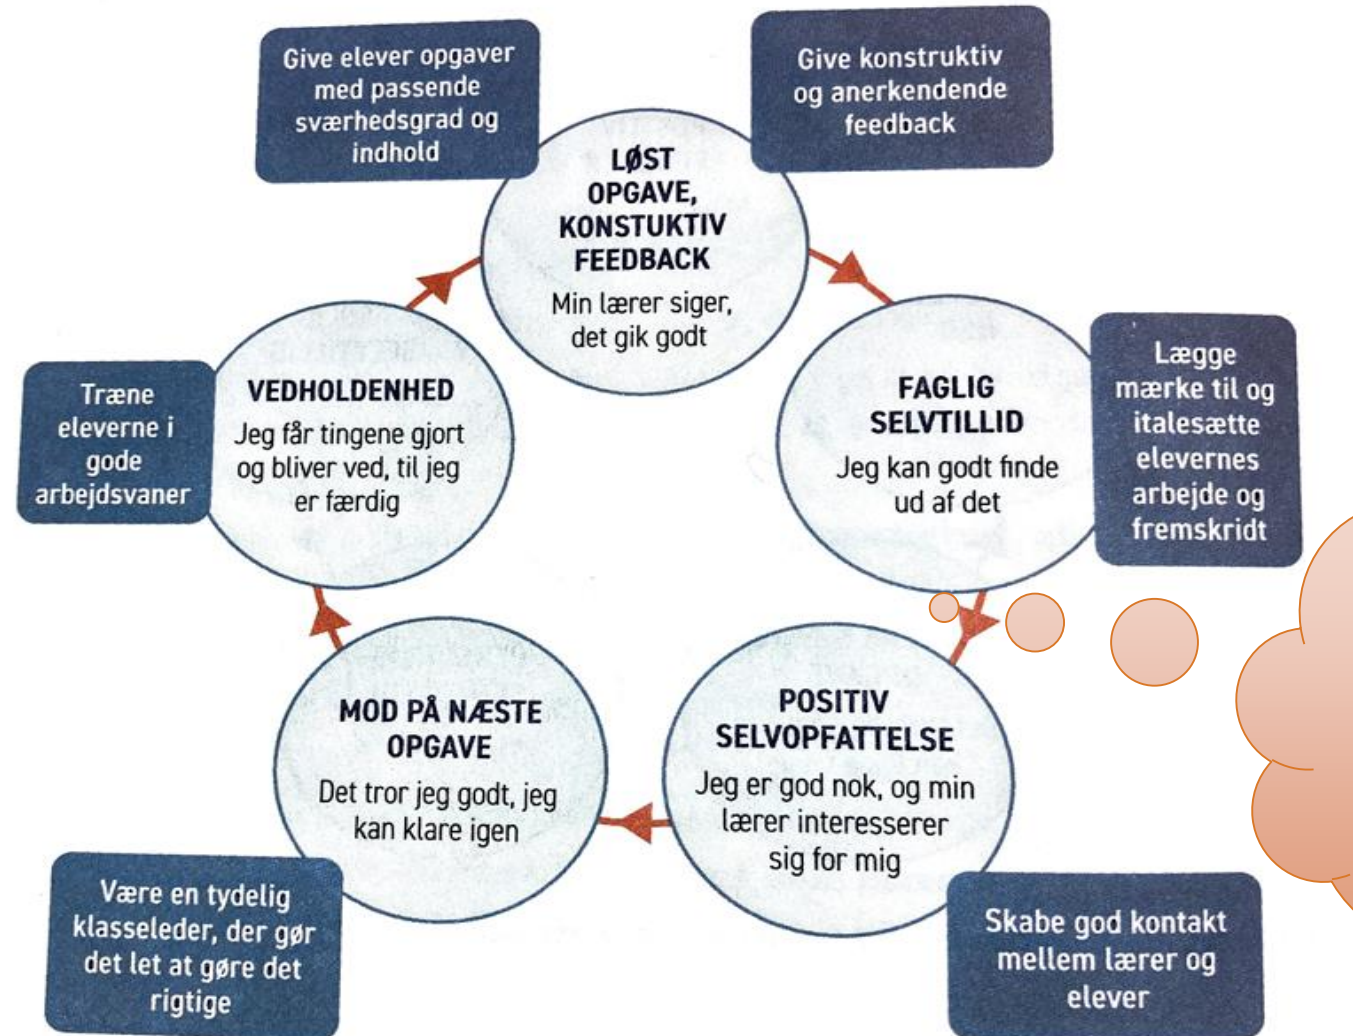 Give elever opgaver
med passende
sværhedsgrad og
indhold
Give konstruktiv
og anerkendende
feedback
LØST
OPGAVE,
KONSTUKTIV
FEEDBACK
Min lærer siger,
det gik godt
FAGLIG
SELVTILLID
Jeg kan godt finde
ud af det
Lægge
mærke til og
italesætte
elevernes
arbejde og
fremskridt
POSITIV
SELVOPFATTELSE
Jeg er god nok, og min
lærer interesserer
sig for mig
Skabe god kontakt
mellem lærer og
elever
MOD PÅ NÆSTE
OPGAVE
Det tror jeg godt, jeg
kan klare igen
Være en tydelig
klasseleder, der gør
det let at gøre det
rigtige
VEDHOLDENHED
Jeg får tingene gjort
og bliver ved, til jeg
er færdig
Træne
eleverne i
gode
arbejdsvaner